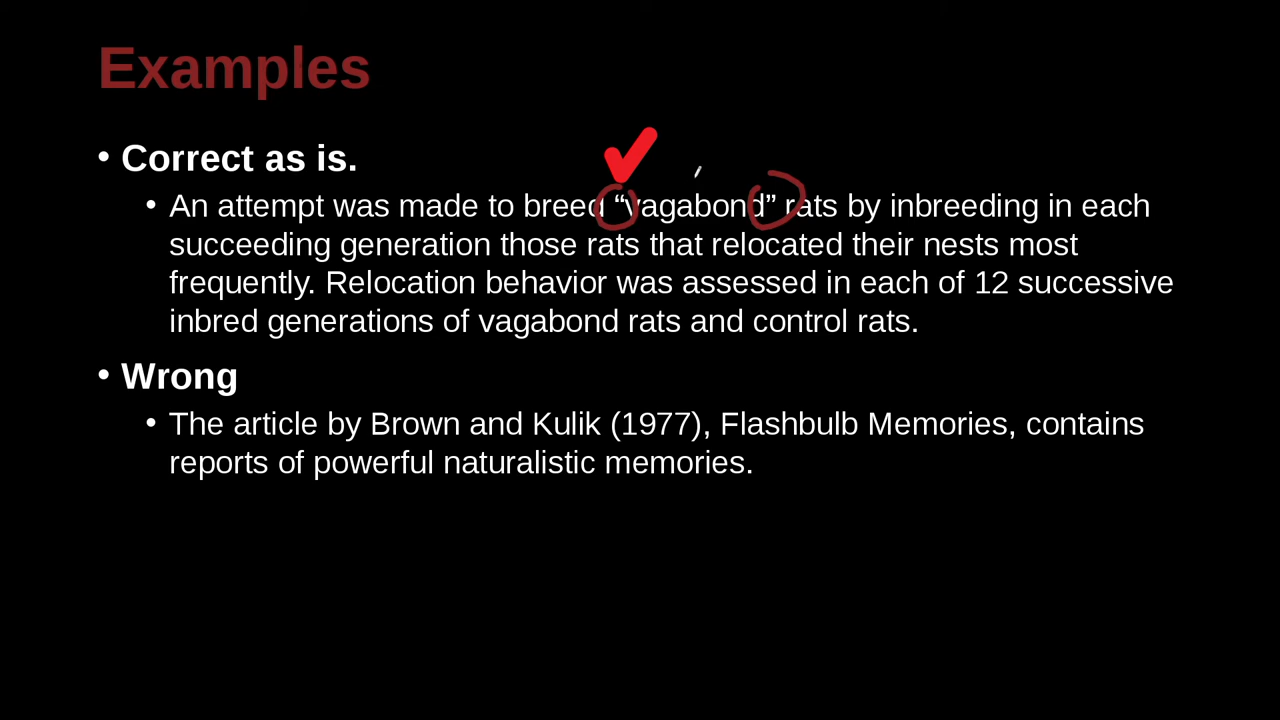 Examples
• Correct as is.
• An attempt was made to breed “vagabond” rats by inbreeding in each
succeeding generation those rats that relocated their nests most
frequently. Relocation behavior was assessed in each of 12 successive
inbred generations of vagabond rats and control rats.
• Wrong
• The article by Brown and Kulik (1977), Flashbulb Memories, contains
reports of powerful naturalistic memories.